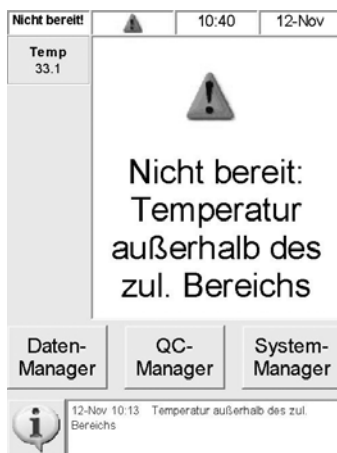 Nicht bereit! 10:40 12-Nov
Temp
33.1
Nicht bereit:
Temperatur
außerhalb des
zul. Bereichs
Daten-
Manager
QC-
Manager
System-
Manager
12-Nov 10:13 Temperatur außerhalb des zul.
Bereichs